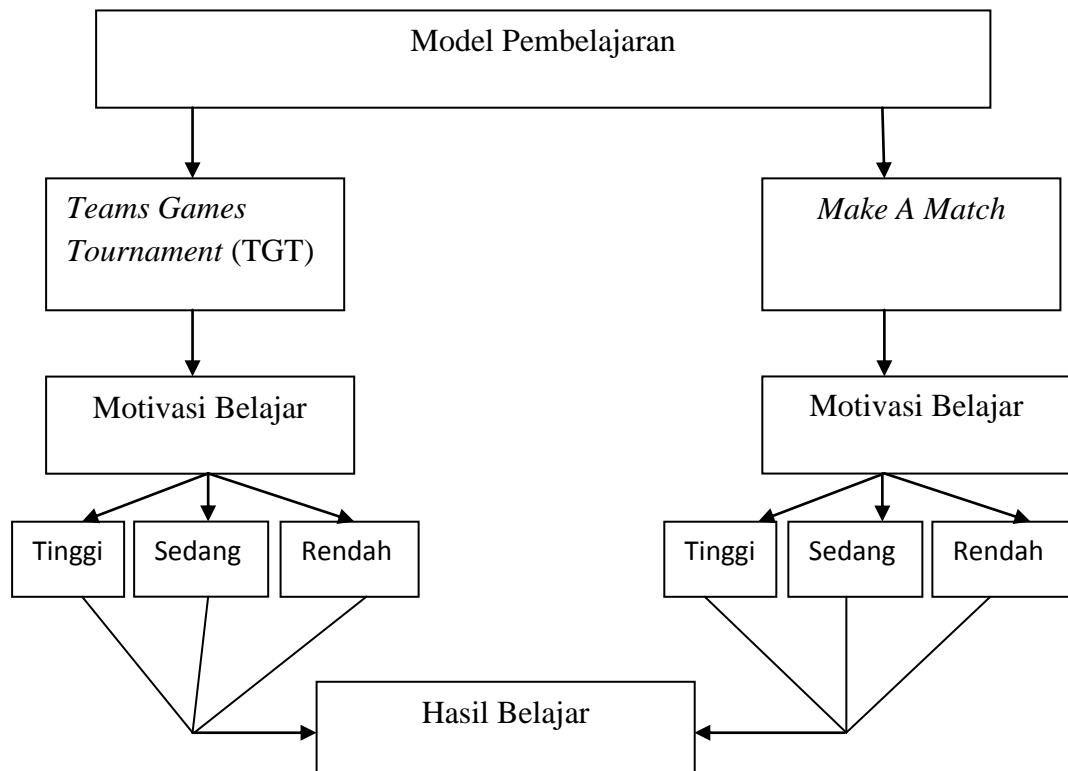 Model Pembelajaran
Teams Games
Tournament (TGT)
Make A Match
Motivasi Belajar
Motivasi Belajar
Tinggi
Sedang
Rendah
Tinggi
Sedang
Rendah
Hasil Belajar